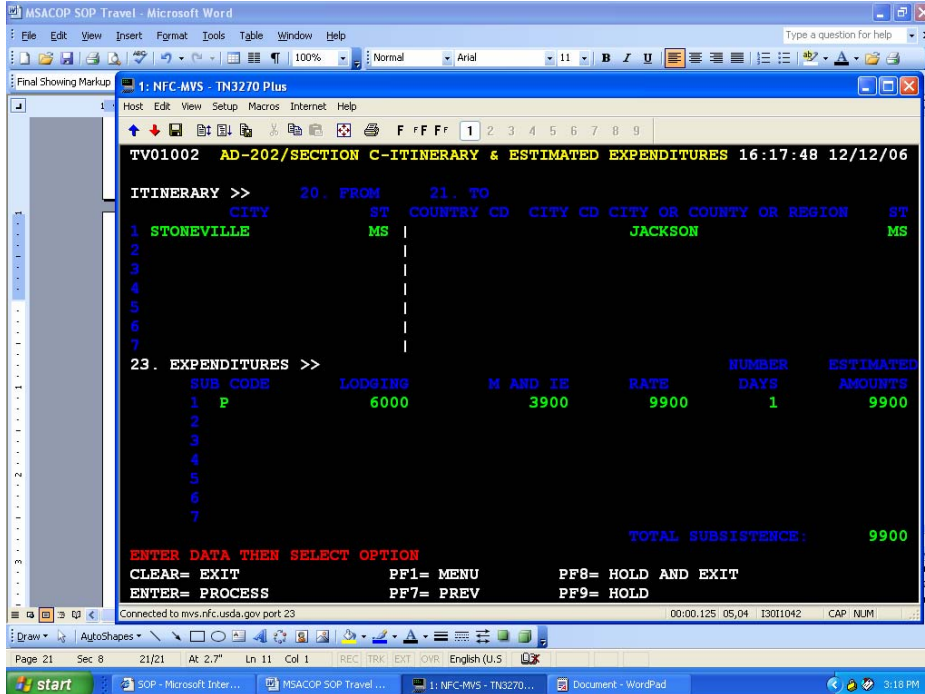 MSACOP SOP Travel - Microsoft Word
File Edit View Insert Format Tools Table Window Help Type a question for help
100% Normal Arial 11 B I U
Final Showing Markup
1: NFC-MVS - TN3270 Plus
Host Edit View Setup Macros Internet Help
1 2 3 4 5 6 7 8 9
TV01002 AD-202/SECTION C-ITINERARY & ESTIMATED EXPENDITURES 16:17:48 12/12/06
ITINERARY >> 20. FROM 21. TO
CITY ST COUNTRY CD CITY CD CITY OR COUNTY OR REGION ST
1 STONEVILLE MS | JACKSON MS
2 |
3 |
4 |
5 |
6 |
7 |
23. EXPENDITURES >> NUMBER ESTIMATED
SUB CODE LODGING M AND IE RATE DAYS AMOUNTS
1 P 6000 3900 9900 1 9900
2
3
4
5
6
7
TOTAL SUBSISTENCE: 9900
ENTER DATA THEN SELECT OPTION
CLEAR= EXIT PF1= MENU PF8= HOLD AND EXIT
ENTER= PROCESS PF7= PREV PF9= HOLD
Connected to mvs.nfc.usda.gov port 23 00:00.125 05,04 I30I1042 CAP NUM
Draw AutoShapes
Page 21 Sec 8 21/21 At 2.7" Ln 11 Col 1 REC TRK EXT OVR English (U.S
start SOP - Microsoft Inter... MSACOP SOP Travel ... 1: NFC-MVS - TN3270... Document - WordPad 3:18 PM